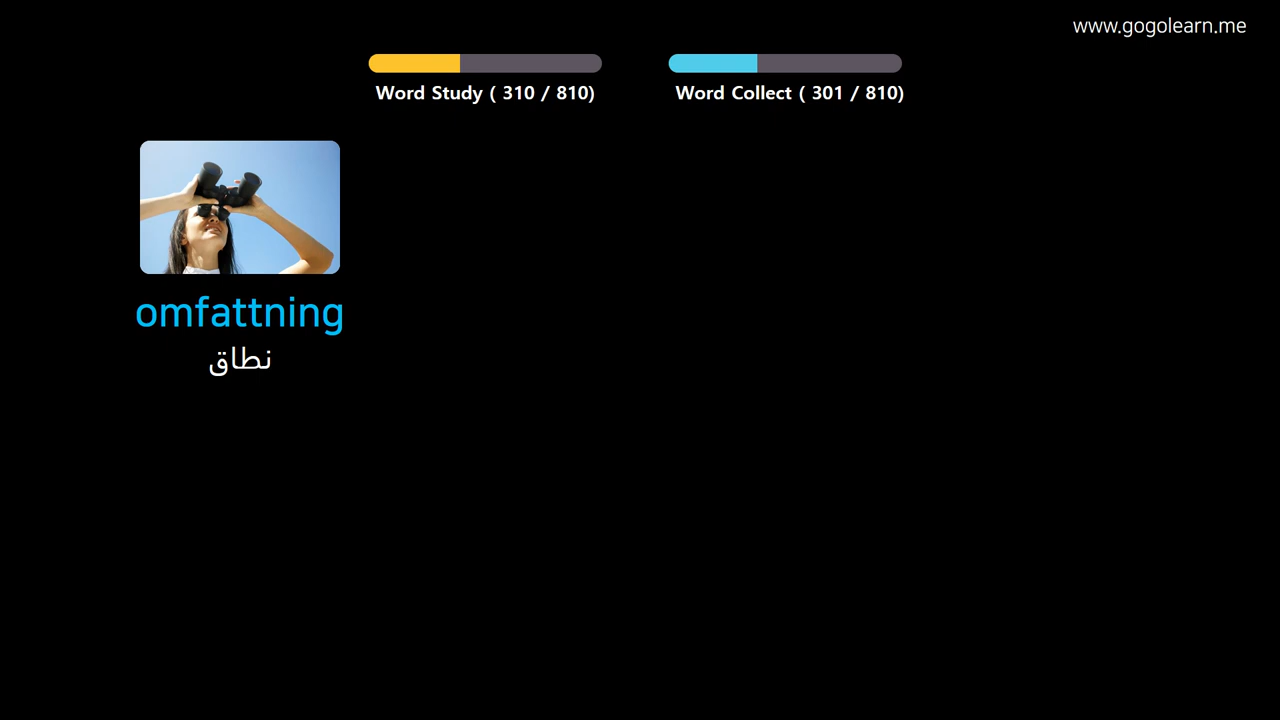 www.gogolearn.me
Word Study ( 310 / 810)
Word Collect ( 301 / 810)
omfattning
نطاق